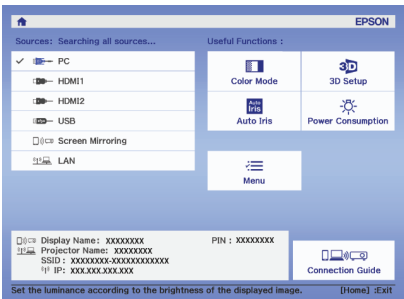 EPSON
Sources: Searching all sources...
Useful Functions :
PC
HDMI1
HDMI2
USB
Screen Mirroring
LAN
Color Mode
3D
3D Setup
Auto
Iris
Auto Iris
Power Consumption
Menu
Display Name: XXXXXXXX
PIN : XXXXXXXX
Projector Name: XXXXXXXX
SSID : XXXXXXXX-XXXXXXXXXXXX
IP: XXX.XXX.XXX.XXX
Connection Guide
Set the luminance according to the brightness of the displayed image.
[Home] :Exit